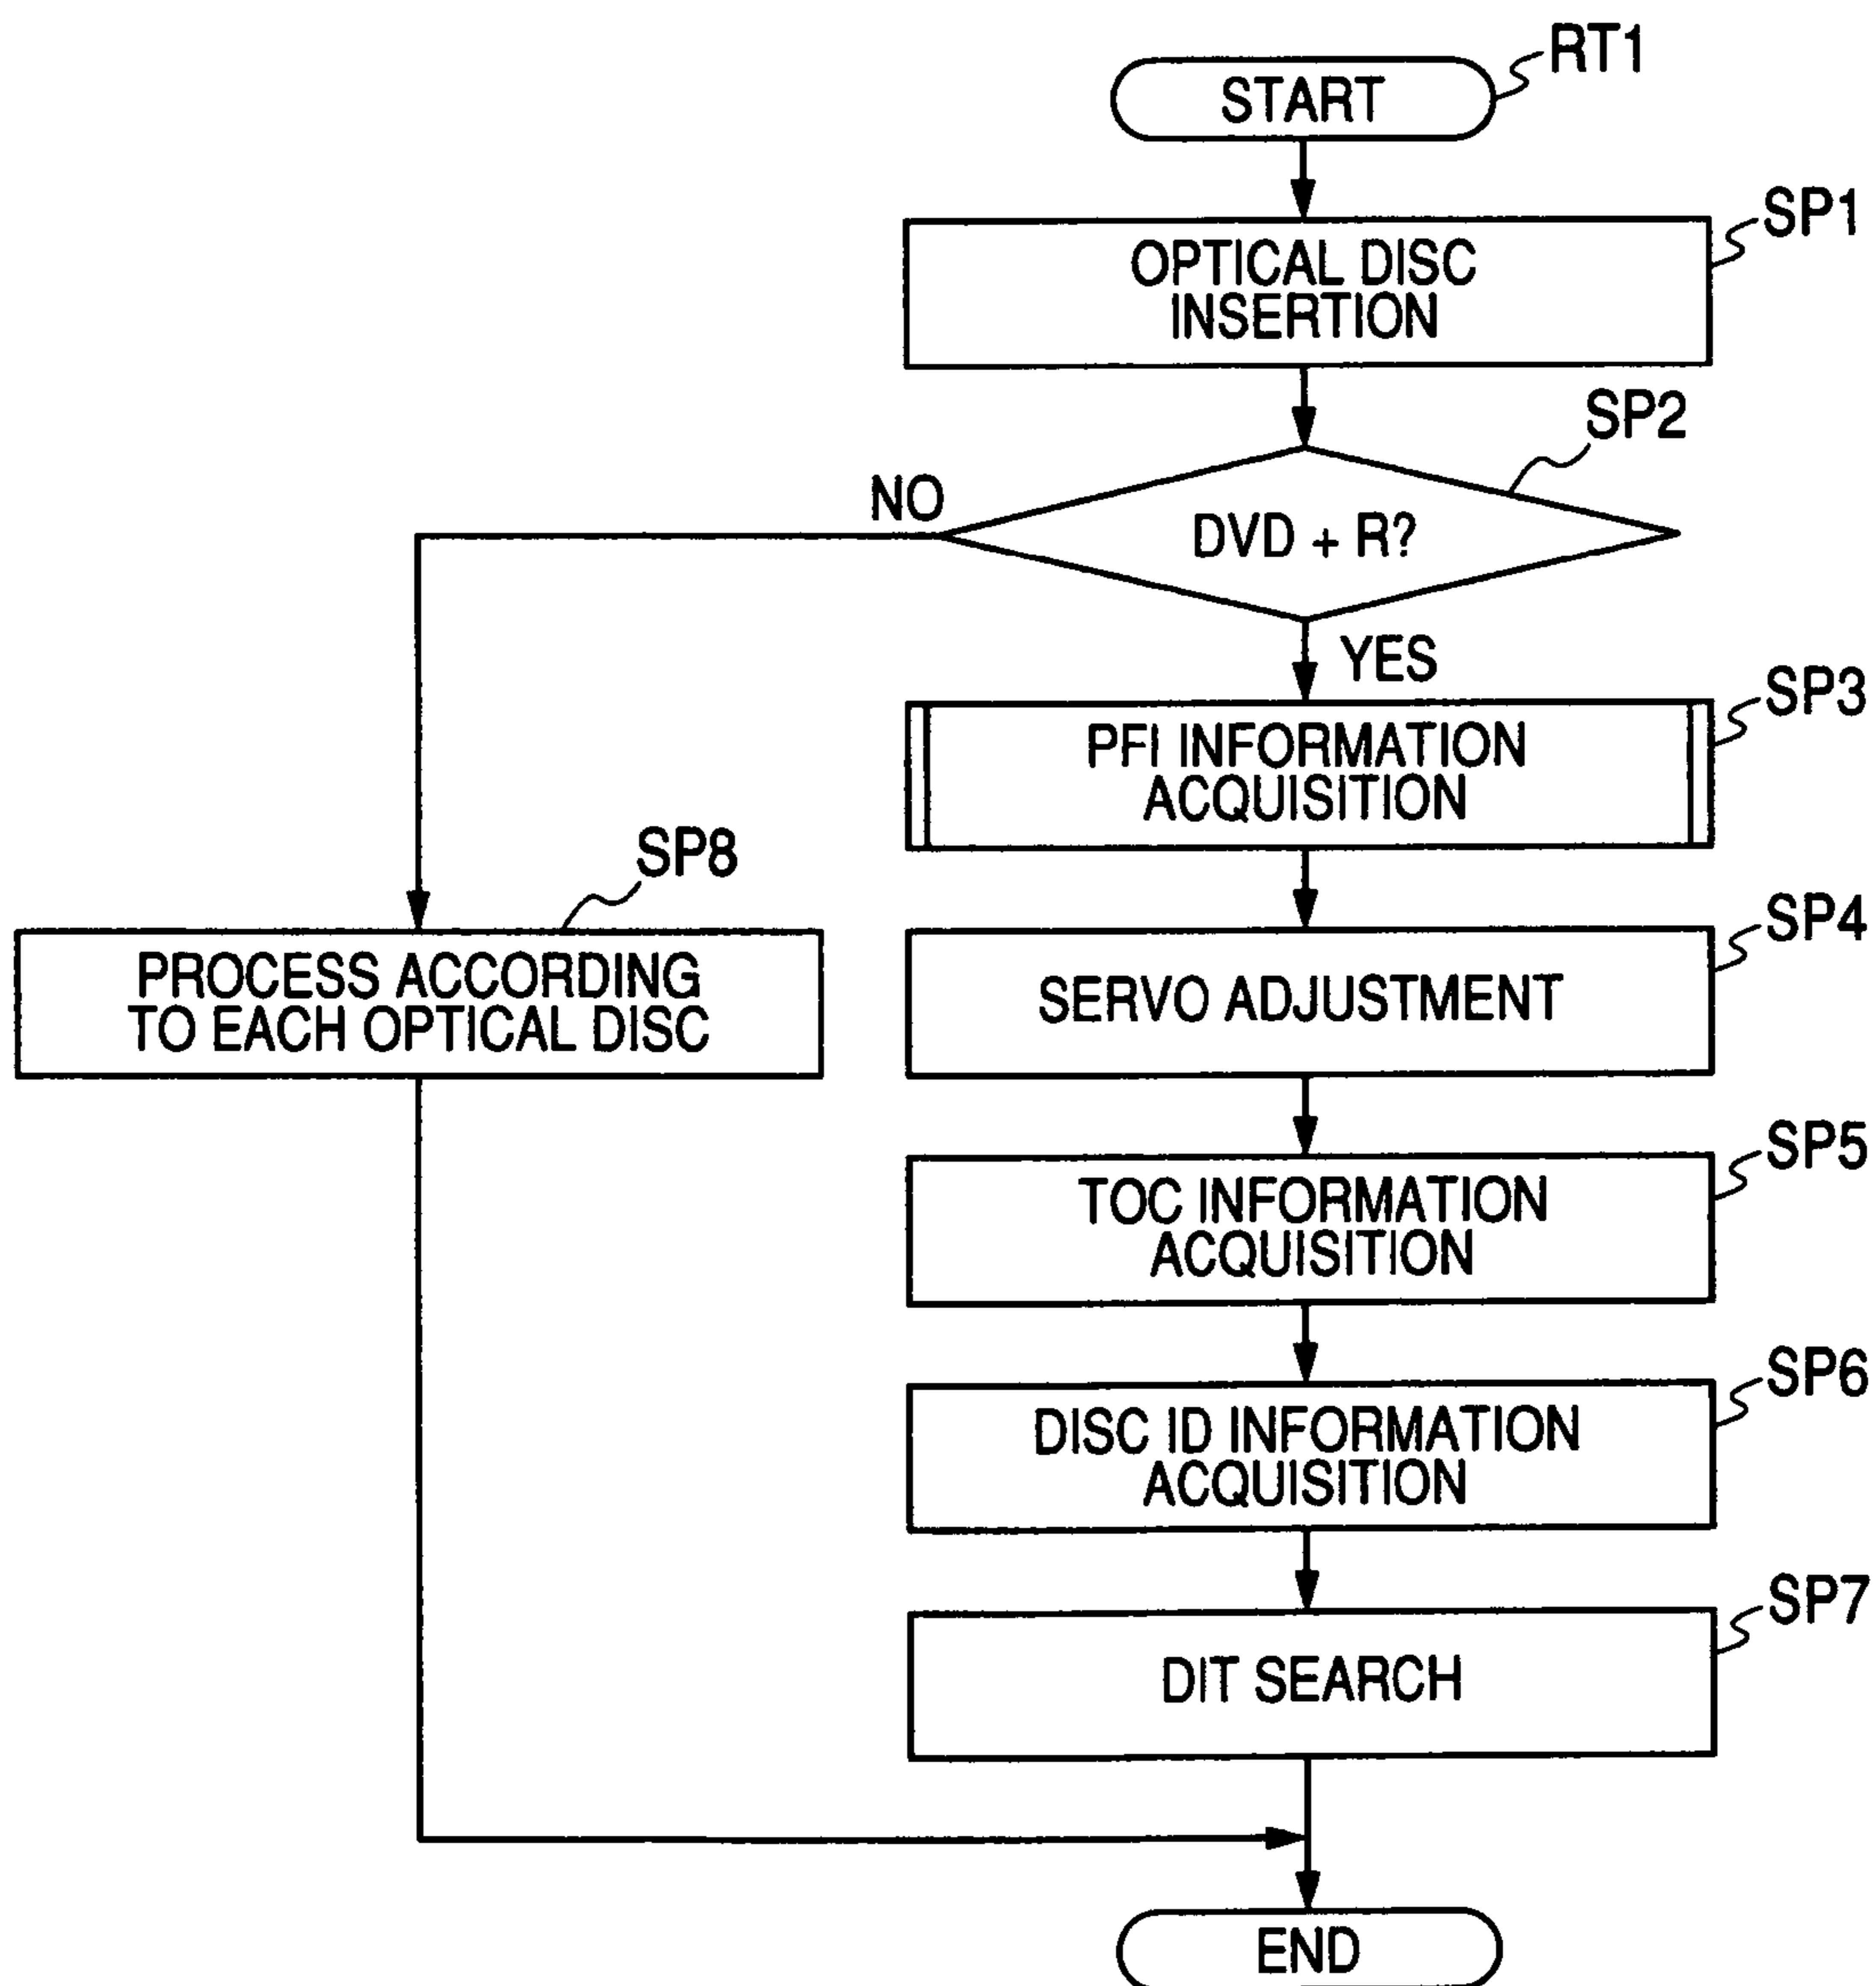 RT1
START
SP1
OPTICAL DISC
INSERTION
SP2
NO
DVD + R?
YES
SP3
PFI INFORMATION
ACQUISITION
SP8
SP4
PROCESS ACCORDING
TO EACH OPTICAL DISC
SERVO ADJUSTMENT
SP5
TOC INFORMATION
ACQUISITION
SP6
DISC ID INFORMATION
ACQUISITION
SP7
DIT SEARCH
END